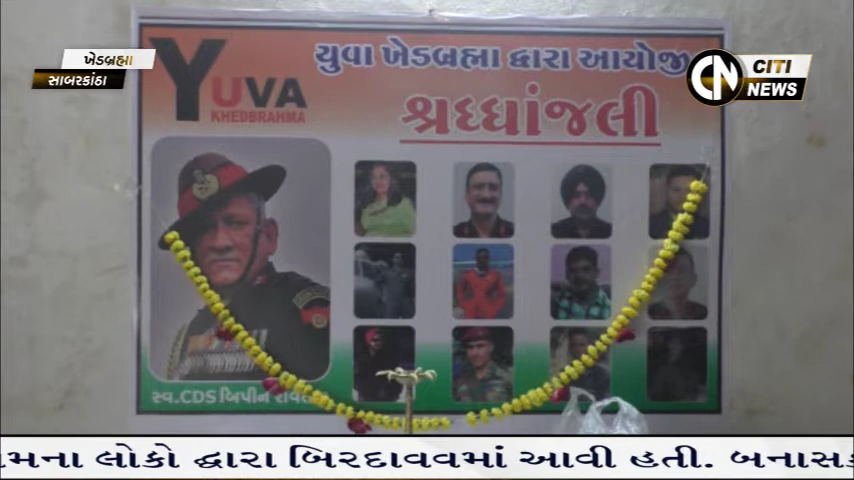 ખેડબ્રહ્મા
સાબરકાંઠા
YUVA
KHEDBRAHMA
યુવા ખેડબ્રહ્મા દ્વારા આયોજી
શ્રધ્ધાંજલી
CN CITI
NEWS
સ્વ.CDS બિપીન રાવત
મના લોકો દ્વારા બિરદાવવમાં આવી હતી. બનાસક